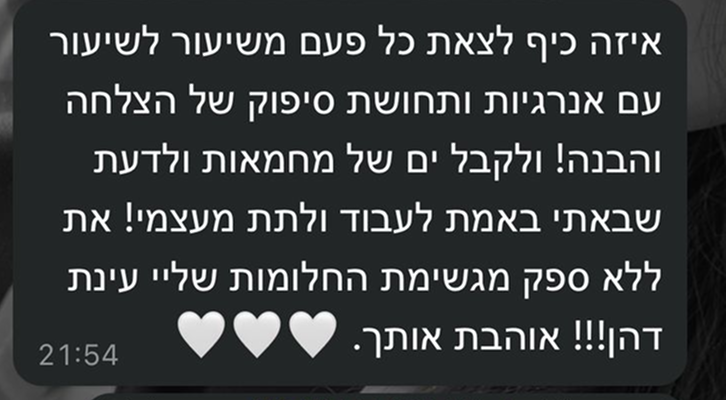 איזה כיף לצאת כל פעם משיעור לשיעור
עם אנרגיות ותחושת סיפוק של הצלחה
והבנה! ולקבל ים של מחמאות ולדעת
שבאתי באמת לעבוד ולתת מעצמי! את
ללא ספק מגשימת החלומות שליי עינת
דהן!!! אוהבת אותך. 🤍🤍🤍
21:54